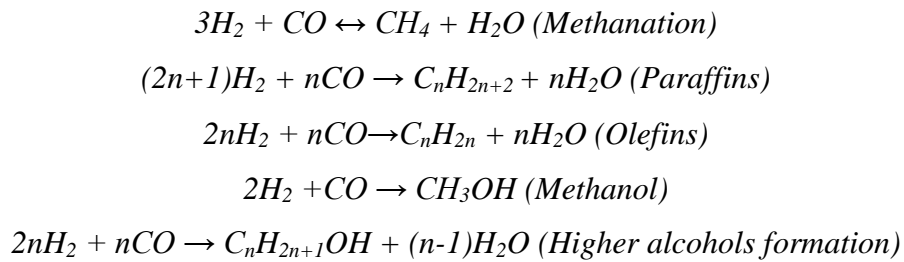 3H₂ + CO ↔ CH₄ + H₂O (Methanation)
(2n+1)H₂ + nCO → CₙH₂ₙ₊₂ + nH₂O (Paraffins)
2nH₂ + nCO→CₙH₂ₙ + nH₂O (Olefins)
2H₂ +CO → CH₃OH (Methanol)
2nH₂ + nCO → CₙH₂ₙ₊₁OH + (n-1)H₂O (Higher alcohols formation)